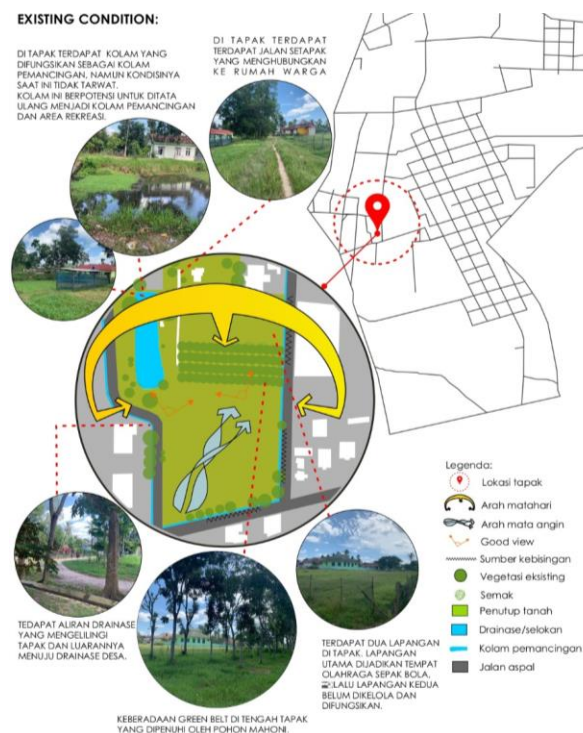 EXISTING CONDITION:
DI TAPAK TERDAPAT KOLAM YANG
DIFUNGSIKAN SEBAGAI KOLAM
PEMANCINGAN, NAMUN KONDISINYA
SAAT INI TIDAK TARWAT.
KOLAM INI BERPOTENSI UNTUK DITATA
ULANG MENJADI KOLAM PEMANCINGAN
DAN AREA REKREASI.
DI TAPAK TERDAPAT
TERDAPAT JALAN SETAPAK
YANG MENGHUBUNGKAN
KE RUMAH WARGA
Legenda:
Lokasi tapak
Arah matahari
Arah mata angin
Good view
Sumber kebisingan
Vegetasi eksisting
Semak
Penutup tanah
Drainase/selokan
Kolam pemancingan
Jalan aspal
TEDAPAT ALIRAN DRAINASE
YANG MENGELILINGI
TAPAK DAN LUARANNYA
MENUJU DRAINASE DESA.
KEBERADAAN GREEN BELT DI TENGAH TAPAK
YANG DIPENUHI OLEH POHON MAHONI.
TERDAPAT DUA LAPANGAN
DI TAPAK. LAPANGAN
UTAMA DIJADIKAN TEMPAT
OLAHRAGA SEPAK BOLA,
LALU LAPANGAN KEDUA
BELUM DIKELOLA DAN
DIFUNGSIKAN.